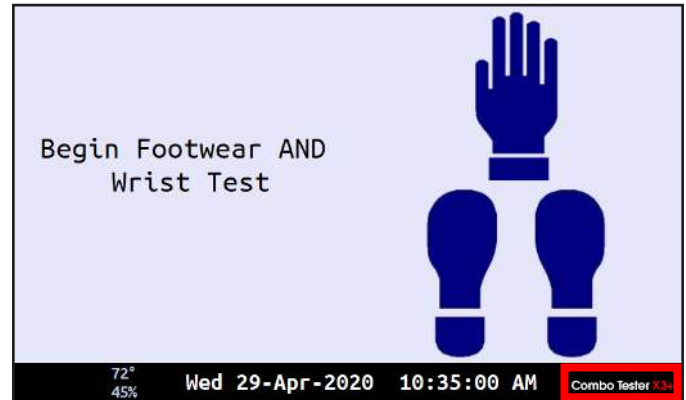 Begin Footwear AND
Wrist Test
72°
45%
Wed 29-Apr-2020 10:35:00 AM
Combo Tester X3+